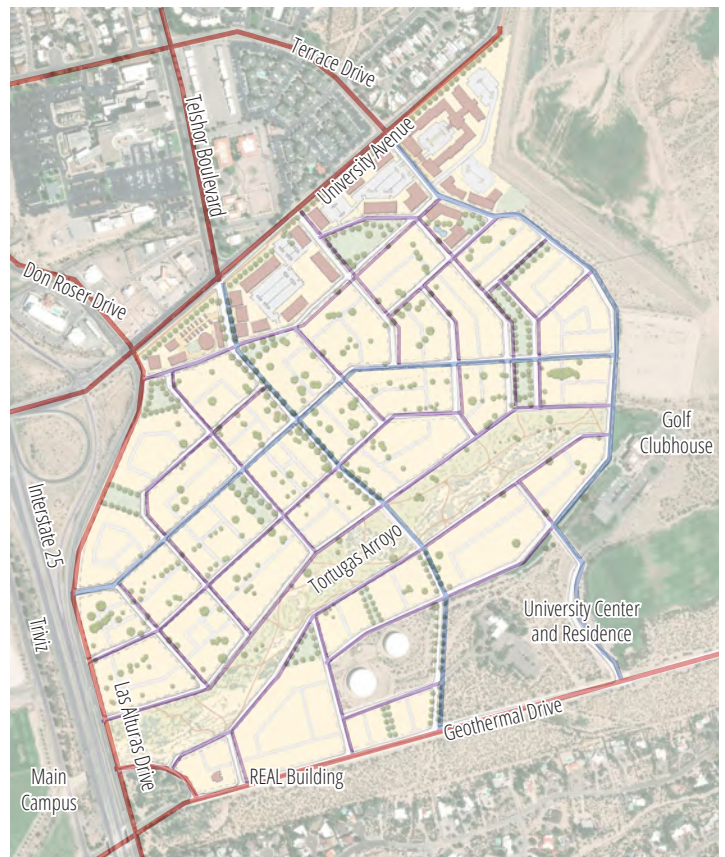 Terrace Drive
Telshor Boulevard
University Avenue
Don Roser Drive
Golf
Clubhouse
Interstate 25
Tortugas Arroyo
University Center
and Residence
Triviz
Las Alturas Drive
Geothermal Drive
Main
Campus
REAL Building